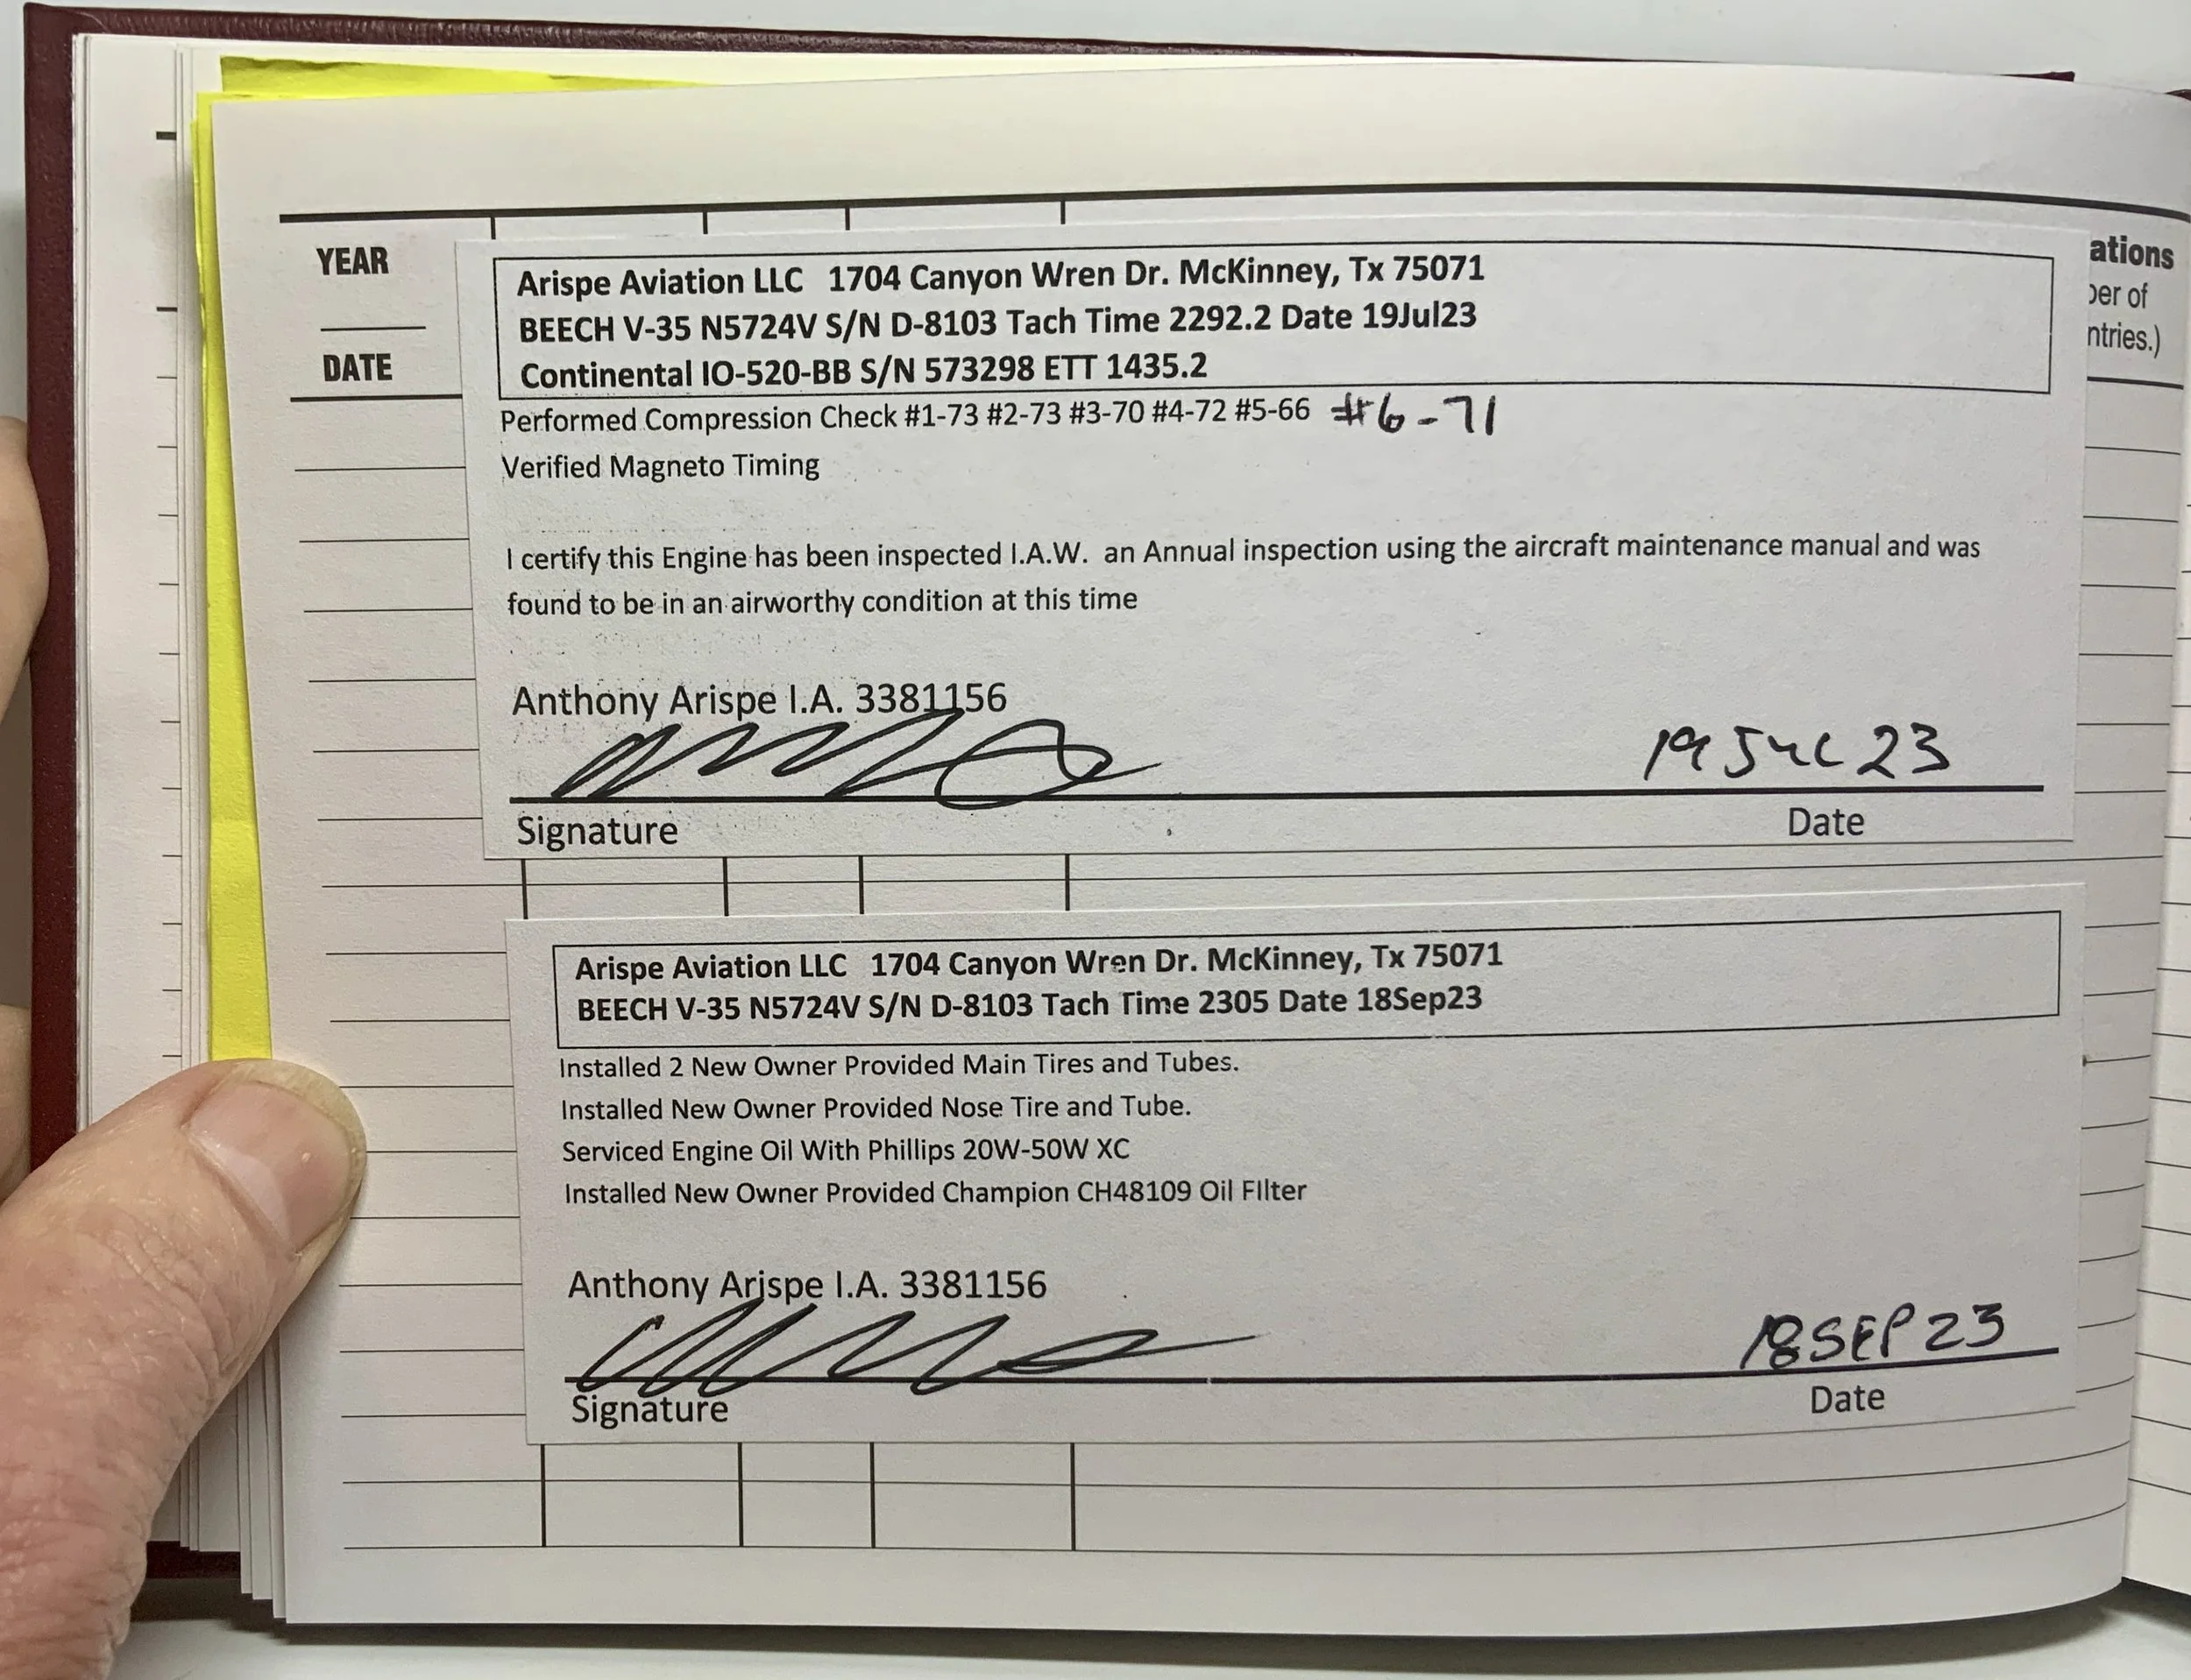 YEAR
DATE
ations
ber of
ntries.)
Arispe Aviation LLC 1704 Canyon Wren Dr. McKinney, Tx 75071
BEECH V-35 N5724V S/N D-8103 Tach Time 2292.2 Date 19Jul23
Continental IO-520-BB S/N 573298 ETT 1435.2
Performed Compression Check #1-73 #2-73 #3-70 #4-72 #5-66 #6-71
Verified Magneto Timing
I certify this Engine has been inspected I.A.W. an Annual inspection using the aircraft maintenance manual and was
found to be in an airworthy condition at this time
Anthony Arispe I.A. 3381156
19 JUL 23
Signature Date
Arispe Aviation LLC 1704 Canyon Wren Dr. McKinney, Tx 75071
BEECH V-35 N5724V S/N D-8103 Tach Time 2305 Date 18Sep23
Installed 2 New Owner Provided Main Tires and Tubes.
Installed New Owner Provided Nose Tire and Tube.
Serviced Engine Oil With Phillips 20W-50W XC
Installed New Owner Provided Champion CH48109 Oil FIlter
Anthony Arispe I.A. 3381156
18 SEP 23
Signature Date